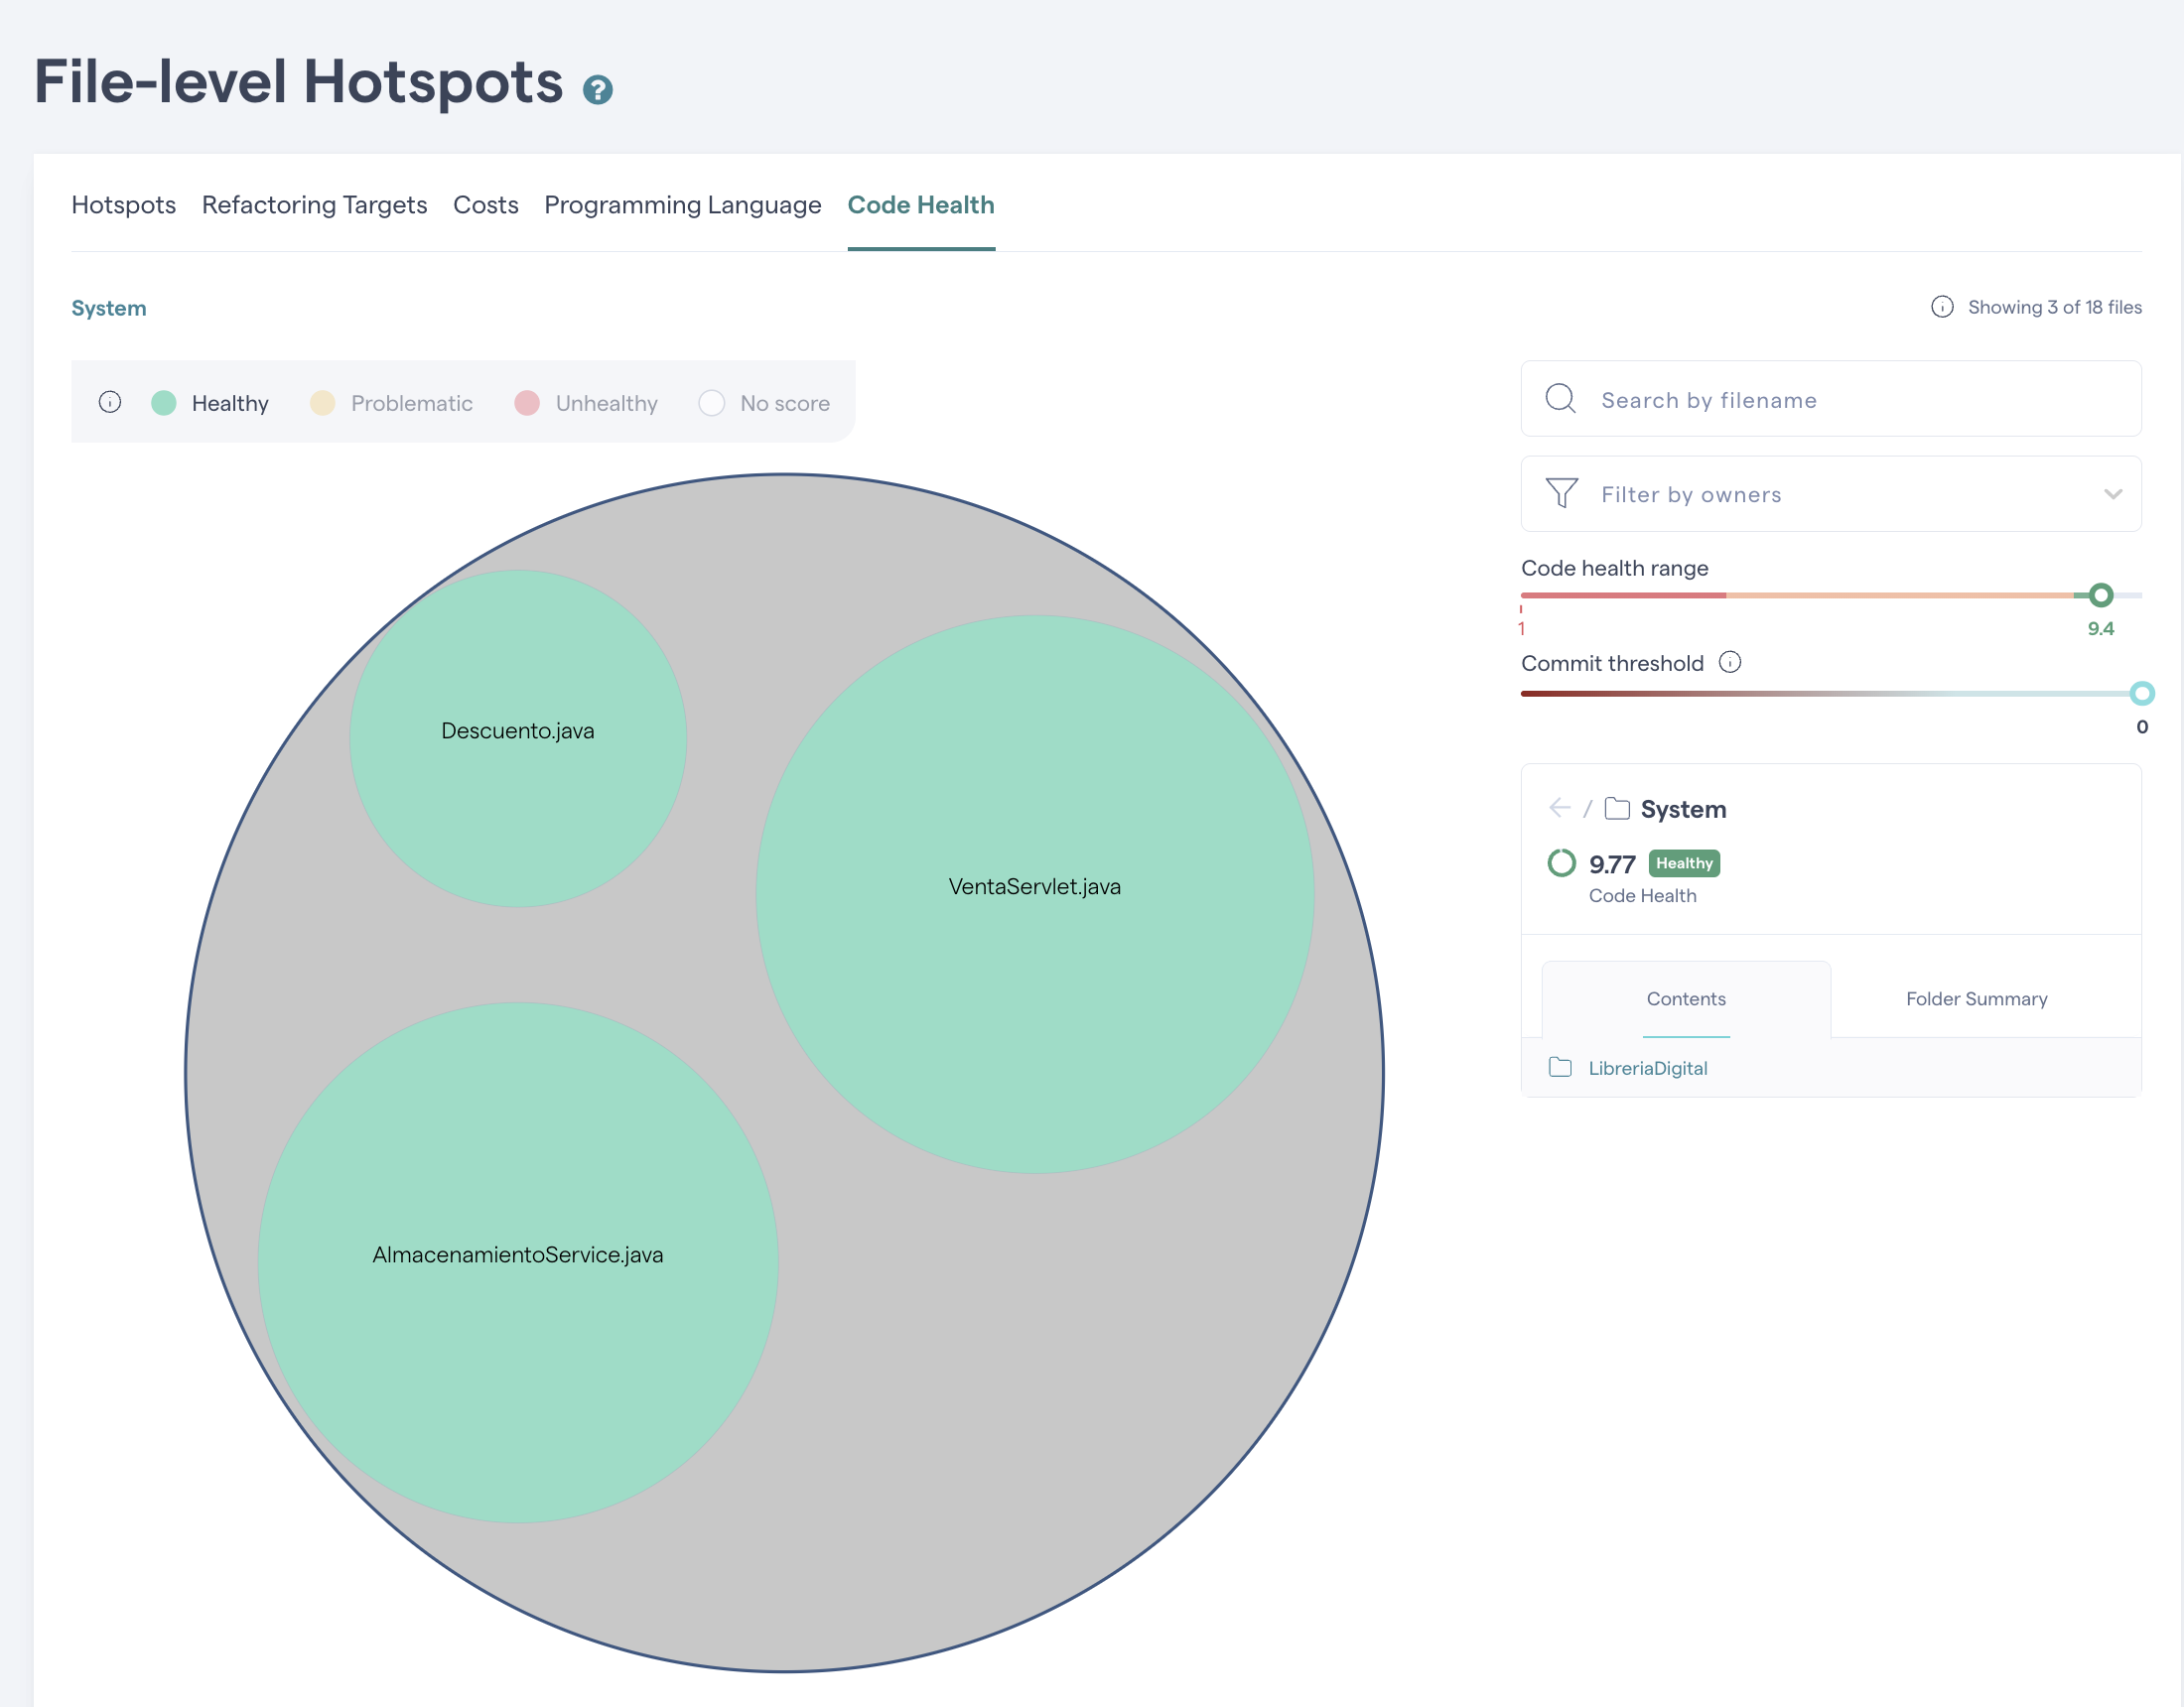 File-level Hotspots ?
Hotspots Refactoring Targets Costs Programming Language Code Health
System
Showing 3 of 18 files
Healthy Problematic Unhealthy No score
Search by filename
Filter by owners
Code health range
1 9.4
Commit threshold
0
Descuento.java
VentaServlet.java
AlmacenamientoService.java
/ System
9.77 Healthy
Code Health
Contents Folder Summary
LibreriaDigital